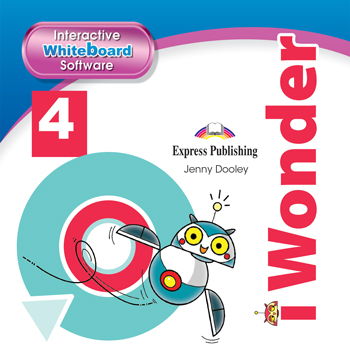 Interactive
Whiteboard
Software
4
Express Publishing
Jenny Dooley
i Wonder